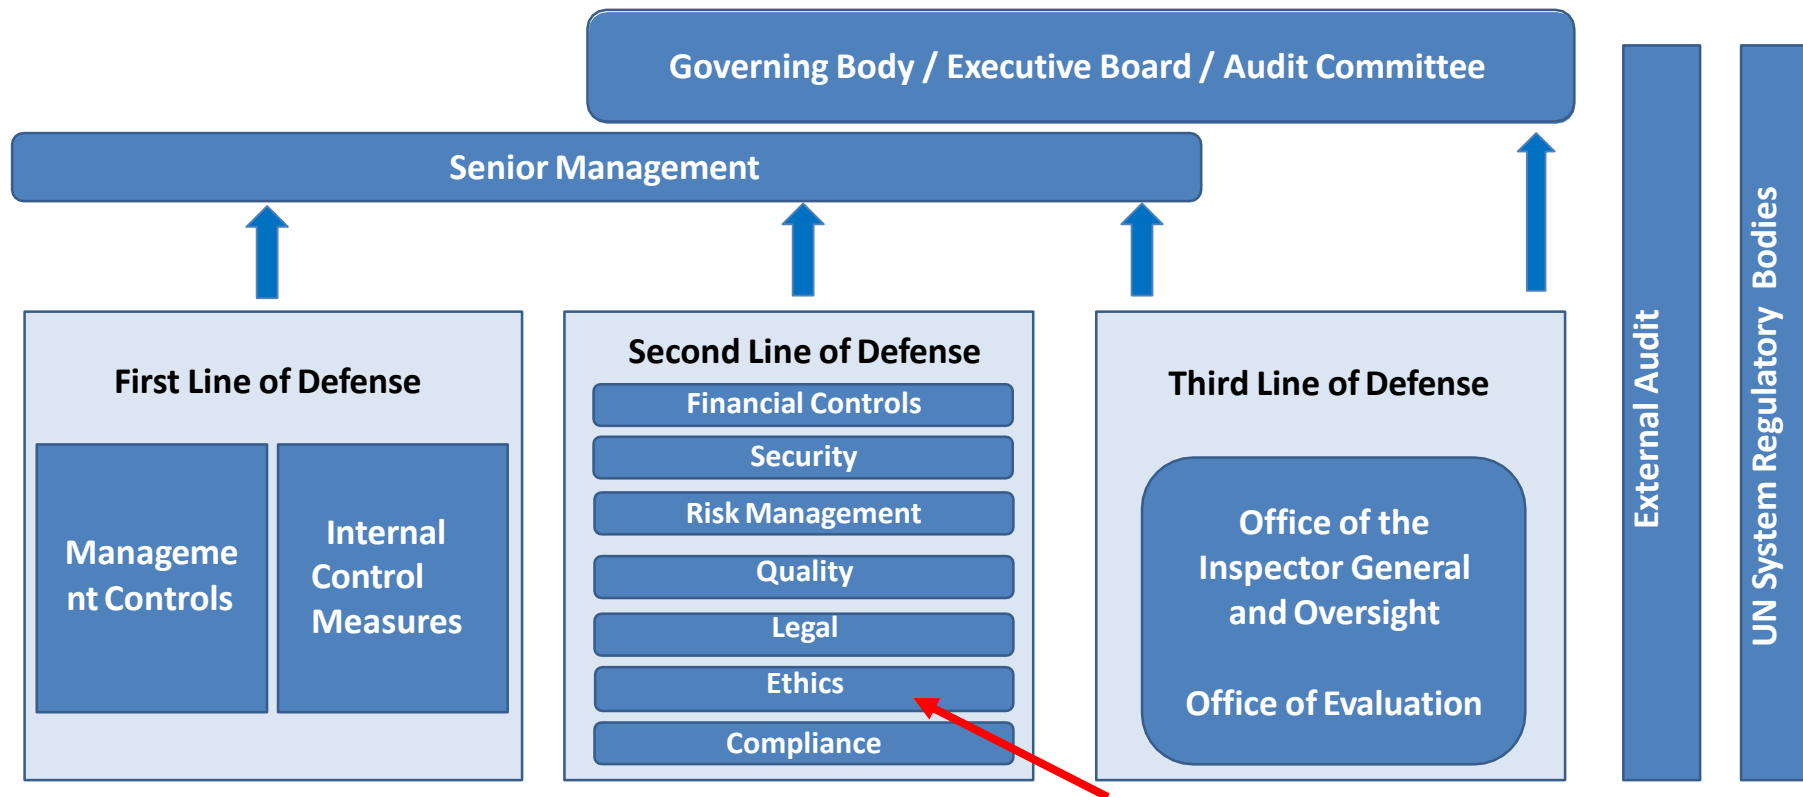 Governing Body / Executive Board / Audit Committee
Senior Management
First Line of Defense
Manageme
nt Controls
Internal
Control
Measures
Second Line of Defense
Financial Controls
Security
Risk Management
Quality
Legal
Ethics
Compliance
Third Line of Defense
Office of the
Inspector General
and Oversight
Office of Evaluation
External Audit
UN System Regulatory Bodies